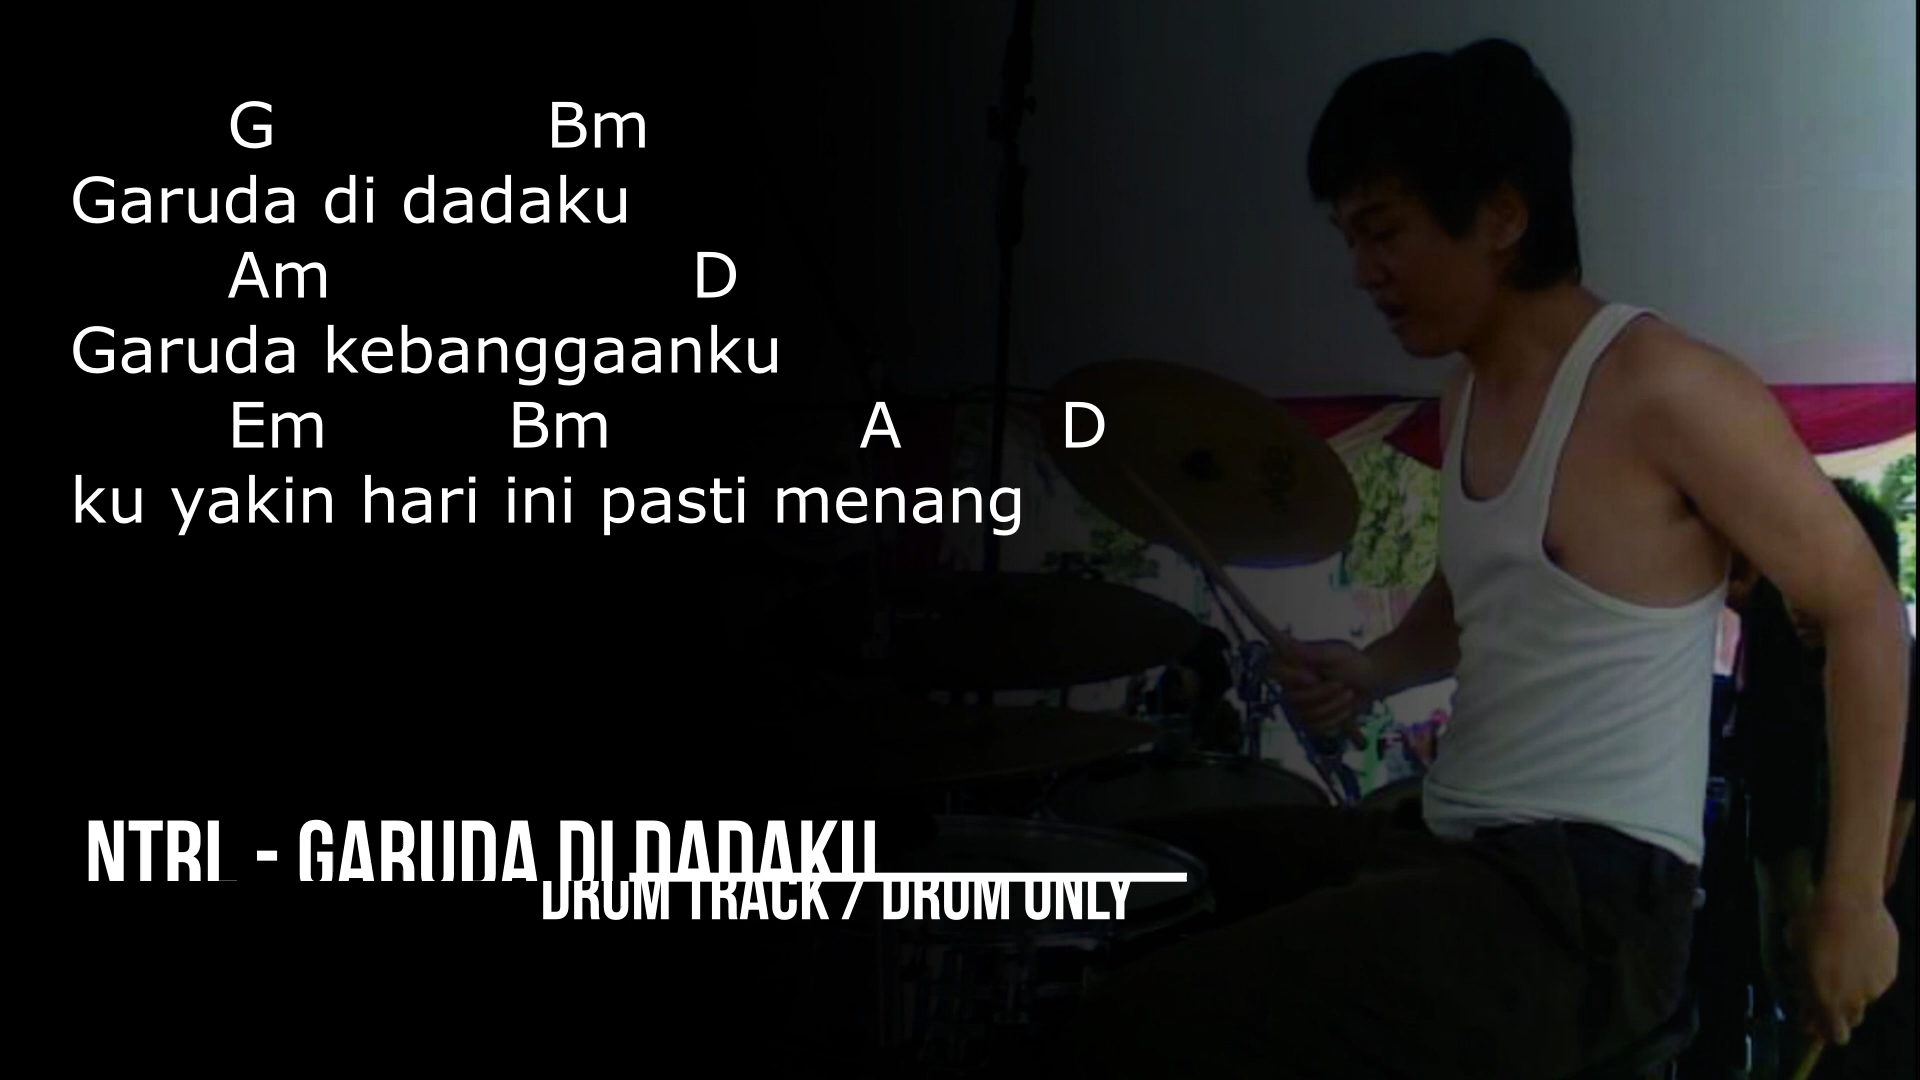 G Bm
Garuda di dadaku
Am D
Garuda kebanggaanku
Em Bm A D
ku yakin hari ini pasti menang
NTRL - GARUDA DI DADAKU
DRUM TRACK / DRUM ONLY